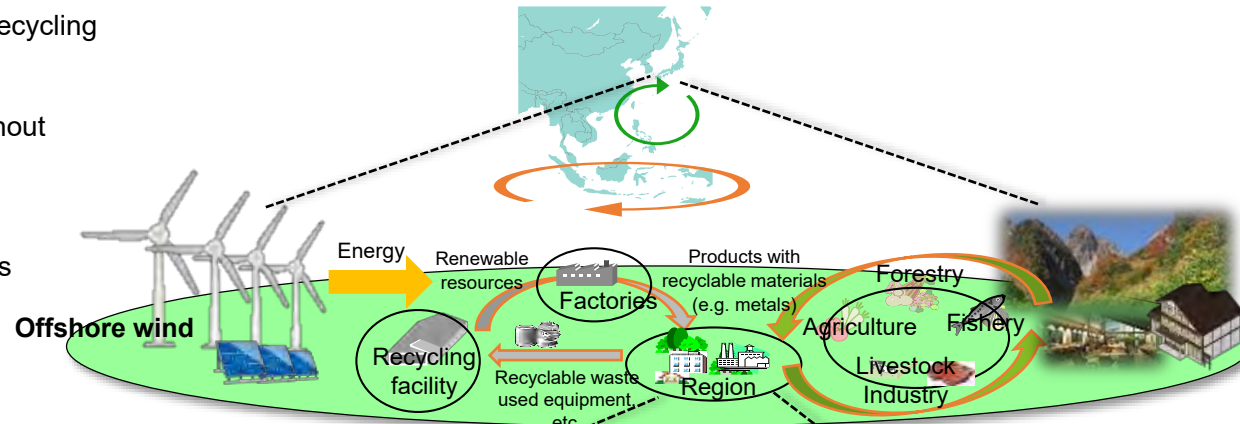 ecycling
hout
s
Offshore wind
Energy
Renewable
resources
Factories
Products with
recyclable materials
(e.g. metals)
Forestry
Agriculture
Fishery
Livestock
Industry
Recycling
facility
Recyclable waste
used equipment,
etc
Region